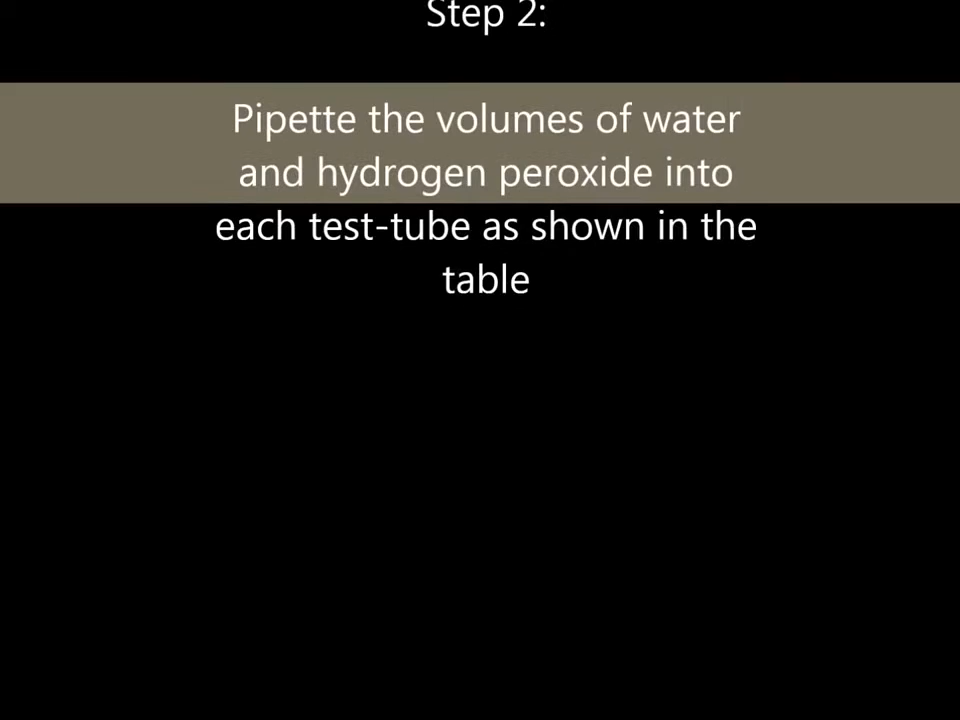 Step 2:
Pipette the volumes of water
and hydrogen peroxide into
each test-tube as shown in the
table